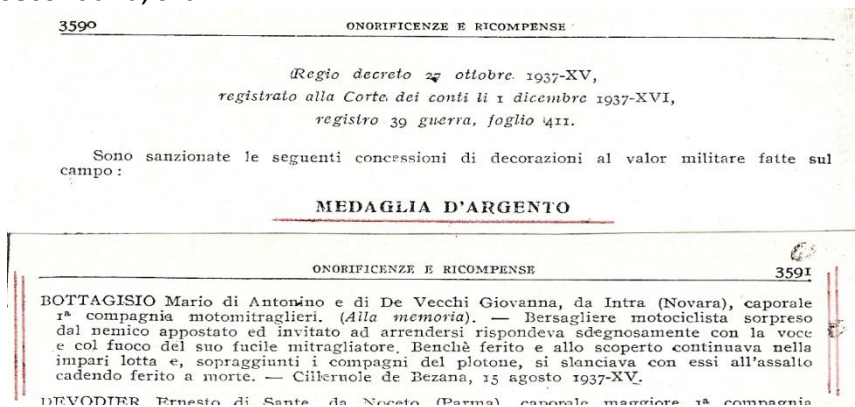 3590 ONORIFICENZE E RICOMPENSE
(Regio decreto 27 ottobre 1937-XV,
registrato alla Corte dei conti li 1 dicembre 1937-XVI,
registro 39 guerra, foglio 411.
Sono sanzionate le seguenti concessioni di decorazioni al valor militare fatte sul
campo:
MEDAGLIA D'ARGENTO
ONORIFICENZE E RICOMPENSE 3591
BOTTAGISIO Mario di Antonino e di De Vecchi Giovanna, da Intra (Novara), caporale
1ª compagnia motomitraglieri. (Alla memoria). — Bersagliere motociclista sorpreso
dal nemico appostato ed invitato ad arrendersi rispondeva sdegnosamente con la voce
e col fuoco del suo fucile mitragliatore. Benchè ferito e allo scoperto continuava nella
impari lotta e, sopraggiunti i compagni del plotone, si slanciava con essi all'assalto
cadendo ferito a morte. — Cilleruole de Bezana, 15 agosto 1937-XV.
DEVODIER Ernesto di Sante, da Noceto (Parma), caporale maggiore 1ª compagnia